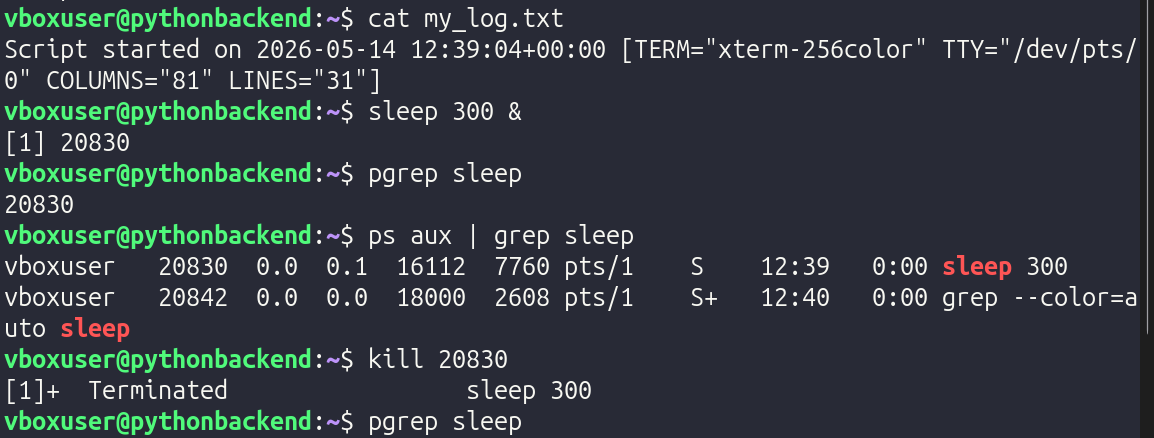 vboxuser@pythonbackend:~$ cat my_log.txt
Script started on 2026-05-14 12:39:04+00:00 [TERM="xterm-256color" TTY="/dev/pts/
0" COLUMNS="81" LINES="31"]
vboxuser@pythonbackend:~$ sleep 300 &
[1] 20830
vboxuser@pythonbackend:~$ pgrep sleep
20830
vboxuser@pythonbackend:~$ ps aux | grep sleep
vboxuser   20830  0.0  0.1  16112  7760 pts/1    S    12:39   0:00 sleep 300
vboxuser   20842  0.0  0.0  18000  2608 pts/1    S+   12:40   0:00 grep --color=a
uto sleep
vboxuser@pythonbackend:~$ kill 20830
[1]+  Terminated                 sleep 300
vboxuser@pythonbackend:~$ pgrep sleep